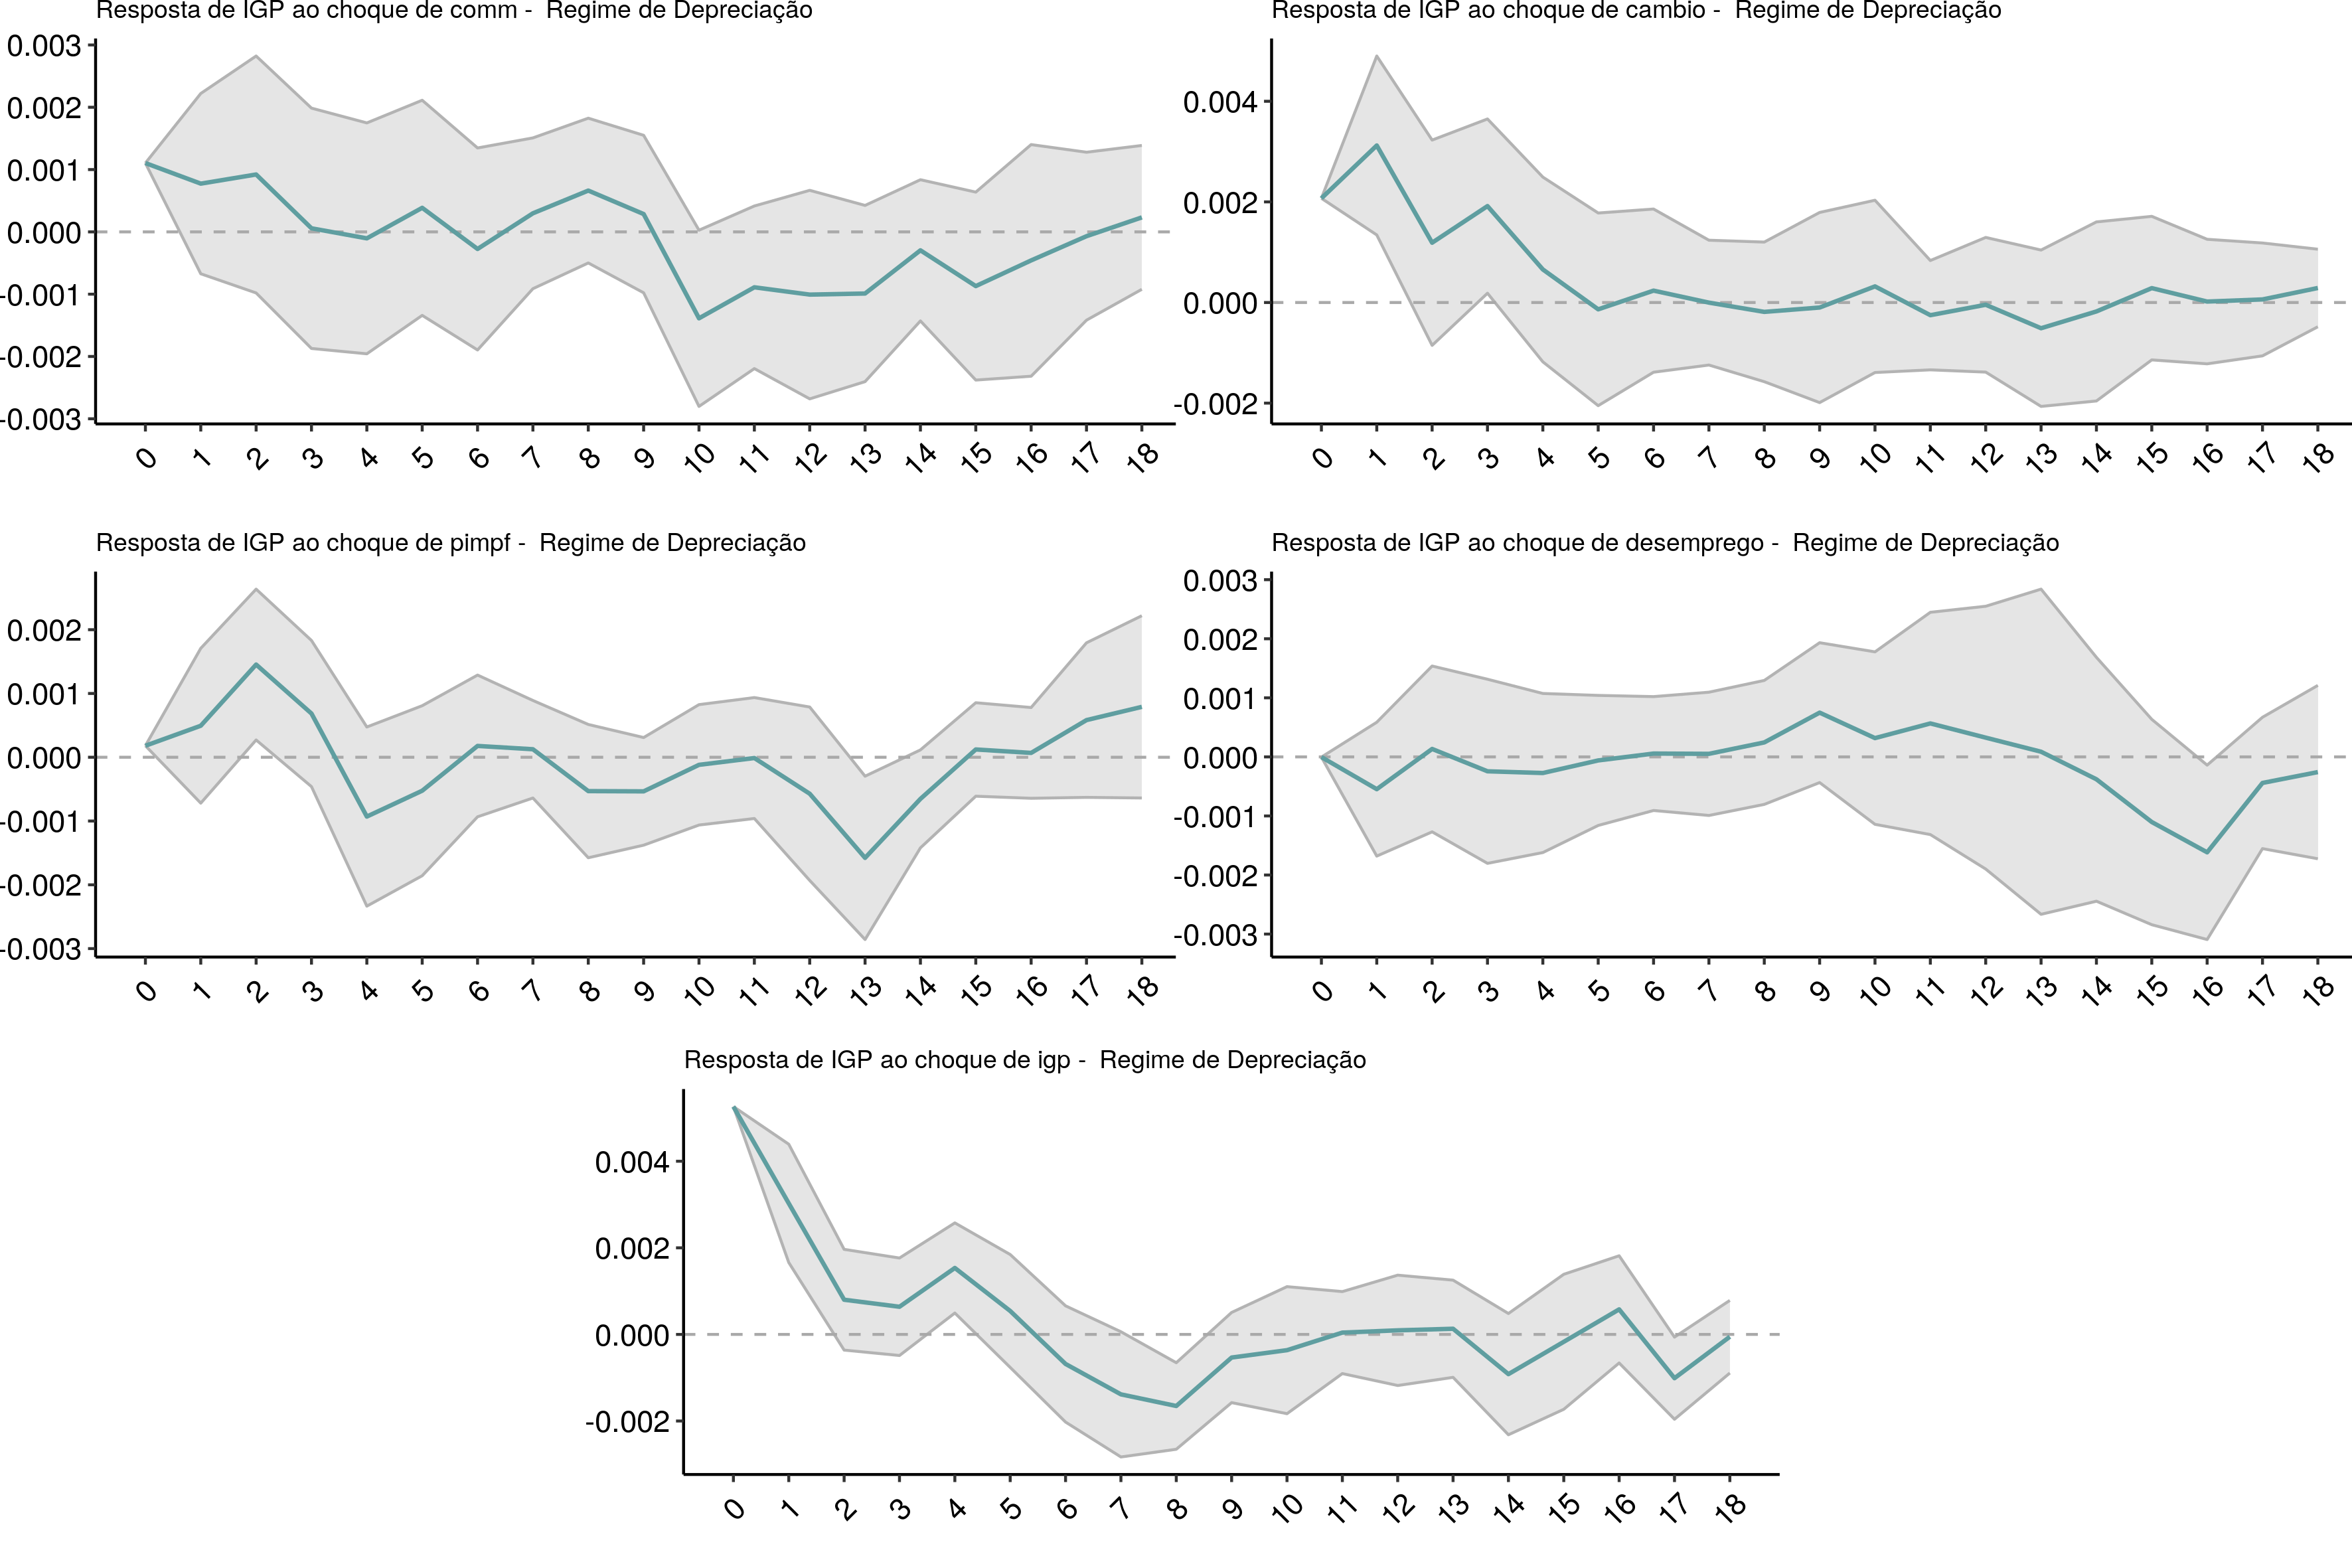 Resposta de IGP ao choque de comm - Regime de Depreciação
0.003
0.002
0.001
0.000
-0.001
-0.002
-0.003
0 1 2 3 4 5 6 7 8 9 10 11 12 13 14 15 16 17 18
Resposta de IGP ao choque de cambio - Regime de Depreciação
0.004
0.002
0.000
-0.002
0 1 2 3 4 5 6 7 8 9 10 11 12 13 14 15 16 17 18
Resposta de IGP ao choque de pimpf - Regime de Depreciação
0.002
0.001
0.000
-0.001
-0.002
-0.003
0 1 2 3 4 5 6 7 8 9 10 11 12 13 14 15 16 17 18
Resposta de IGP ao choque de desemprego - Regime de Depreciação
0.003
0.002
0.001
0.000
-0.001
-0.002
-0.003
0 1 2 3 4 5 6 7 8 9 10 11 12 13 14 15 16 17 18
Resposta de IGP ao choque de igp - Regime de Depreciação
0.004
0.002
0.000
-0.002
0 1 2 3 4 5 6 7 8 9 10 11 12 13 14 15 16 17 18